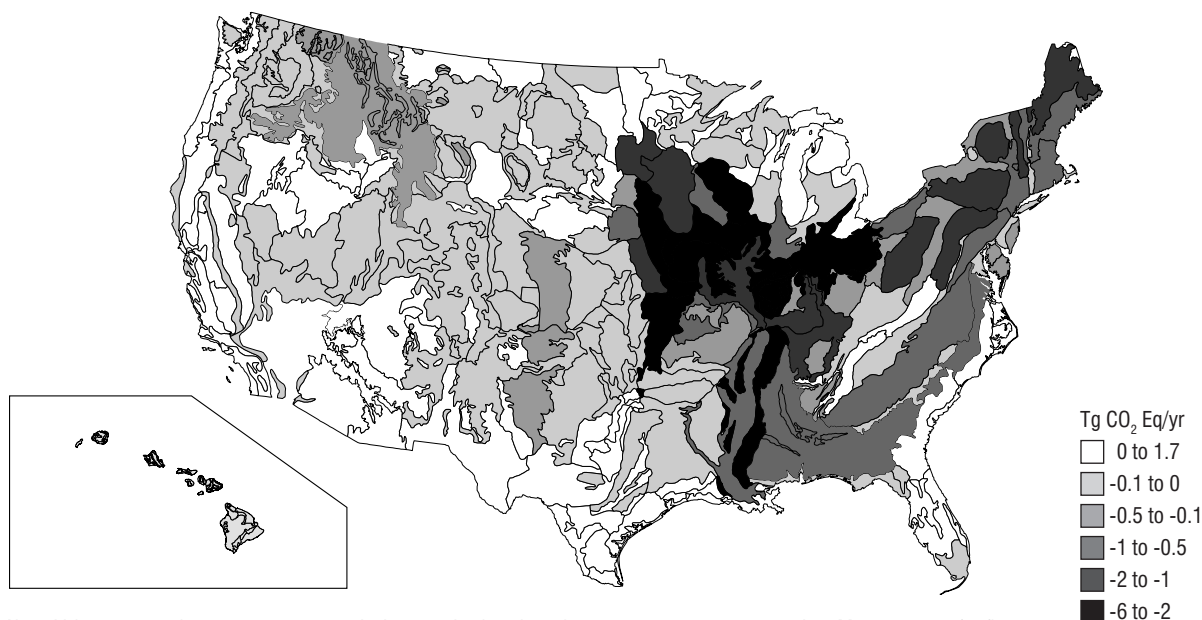 Tg CO₂ Eq/yr
0 to 1.7
-0.1 to 0
-0.5 to -0.1
-1 to -0.5
-2 to -1
-6 to -2